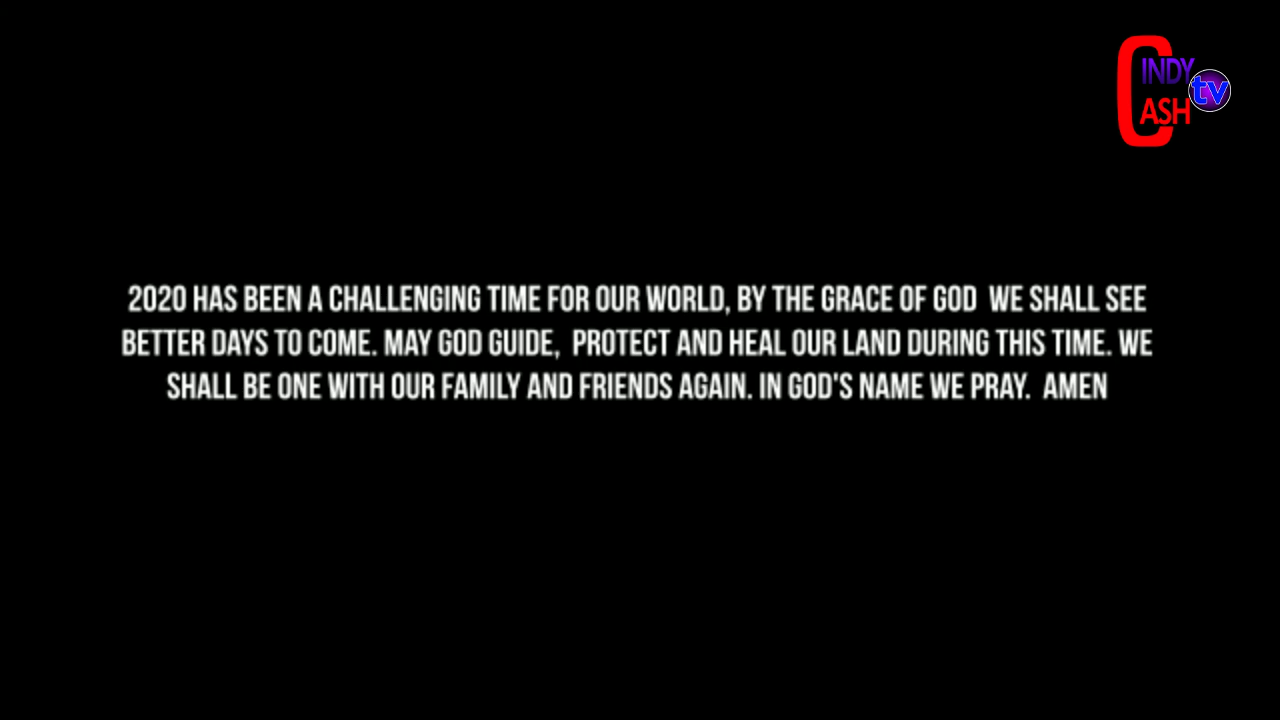 CINDY
CASH
tv
2020 HAS BEEN A CHALLENGING TIME FOR OUR WORLD, BY THE GRACE OF GOD  WE SHALL SEE
BETTER DAYS TO COME. MAY GOD GUIDE,  PROTECT AND HEAL OUR LAND DURING THIS TIME. WE
SHALL BE ONE WITH OUR FAMILY AND FRIENDS AGAIN. IN GOD'S NAME WE PRAY.  AMEN